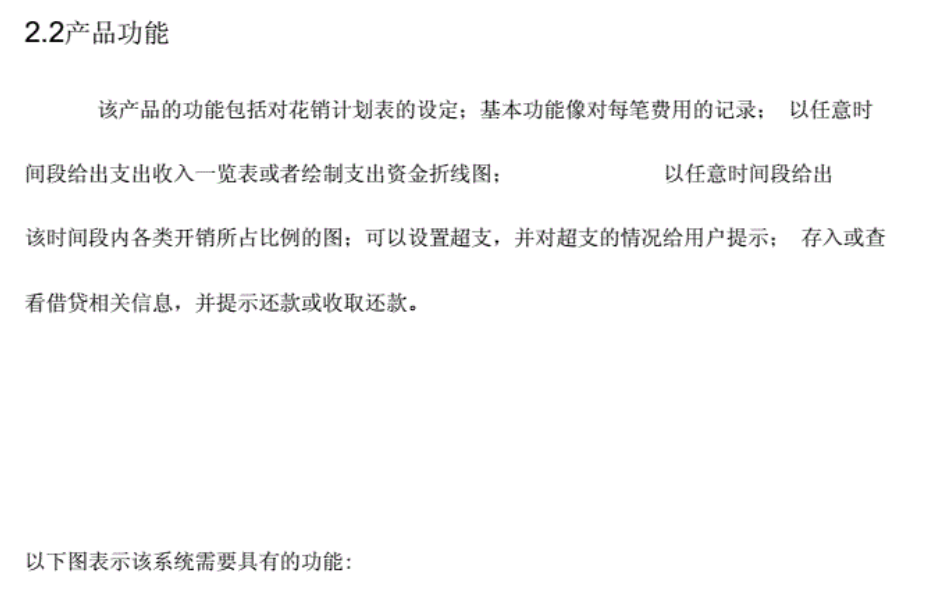 2.2产品功能
该产品的功能包括对花销计划表的设定；基本功能像对每笔费用的记录； 以任意时
间段给出支出收入一览表或者绘制支出资金折线图； 以任意时间段给出
该时间段内各类开销所占比例的图；可以设置超支，并对超支的情况给用户提示； 存入或查
看借贷相关信息，并提示还款或收取还款。
以下图表示该系统需要具有的功能: